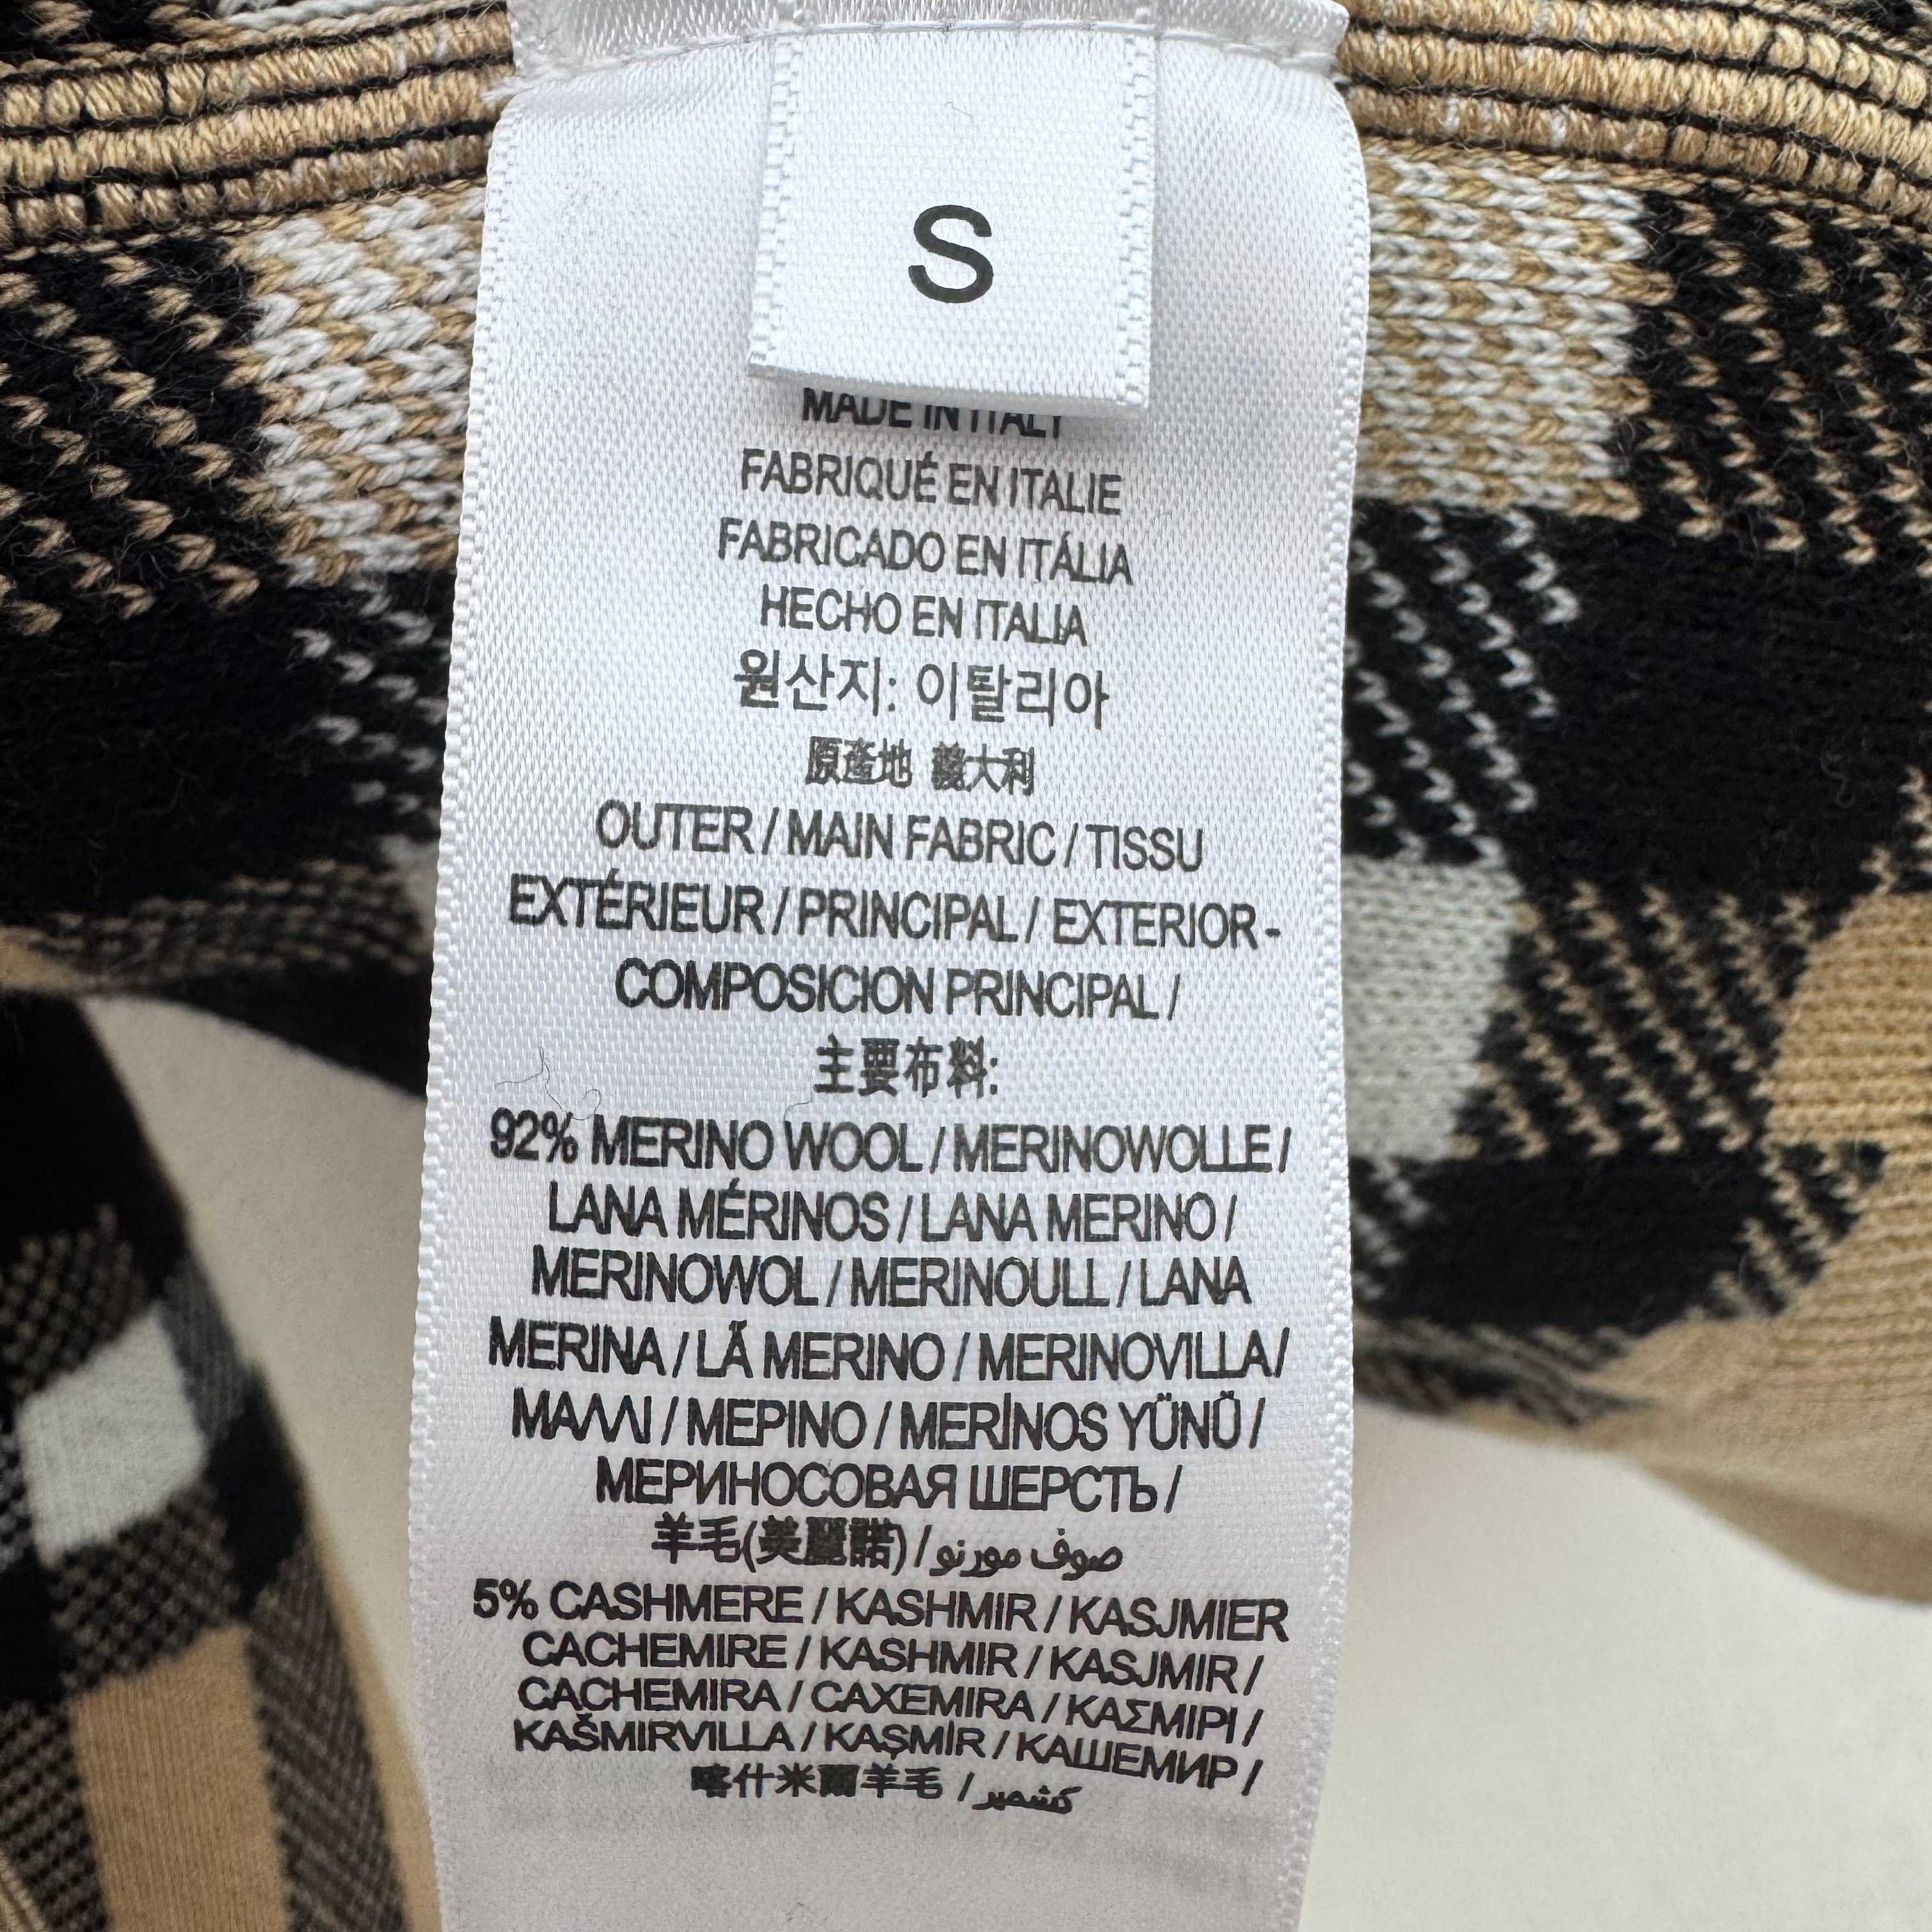 S
MADE IN ITALY
FABRIQUÉ EN ITALIE
FABRICADO EN ITÁLIA
HECHO EN ITALIA
원산지: 이탈리아
原產地 義大利
OUTER / MAIN FABRIC / TISSU
EXTÉRIEUR / PRINCIPAL / EXTERIOR -
COMPOSICION PRINCIPAL /
主要布料:
92% MERINO WOOL / MERINOWOLLE /
LANA MÉRINOS / LANA MERINO /
MERINOWOL / MERINOULL / LANA
MERINA / LÃ MERINO / MERINOVILLA /
ΜΑΛΛΙ / ΜΕΡΙΝΟ / MERİNOS YÜNÜ /
МЕРИНОСОВАЯ ШЕРСТЬ /
羊毛(美麗諾) / صوف مورنو
5% CASHMERE / KASHMIR / KASJMIER
CACHEMIRE / KASHMIR / KASJMIR /
CACHEMIRA / CAXEMIRA / ΚΑΣΜΙΡΙ /
KAŠMIRVILLA / KAŞMİR / КАШЕМИР /
喀什米爾羊毛 / كشمير